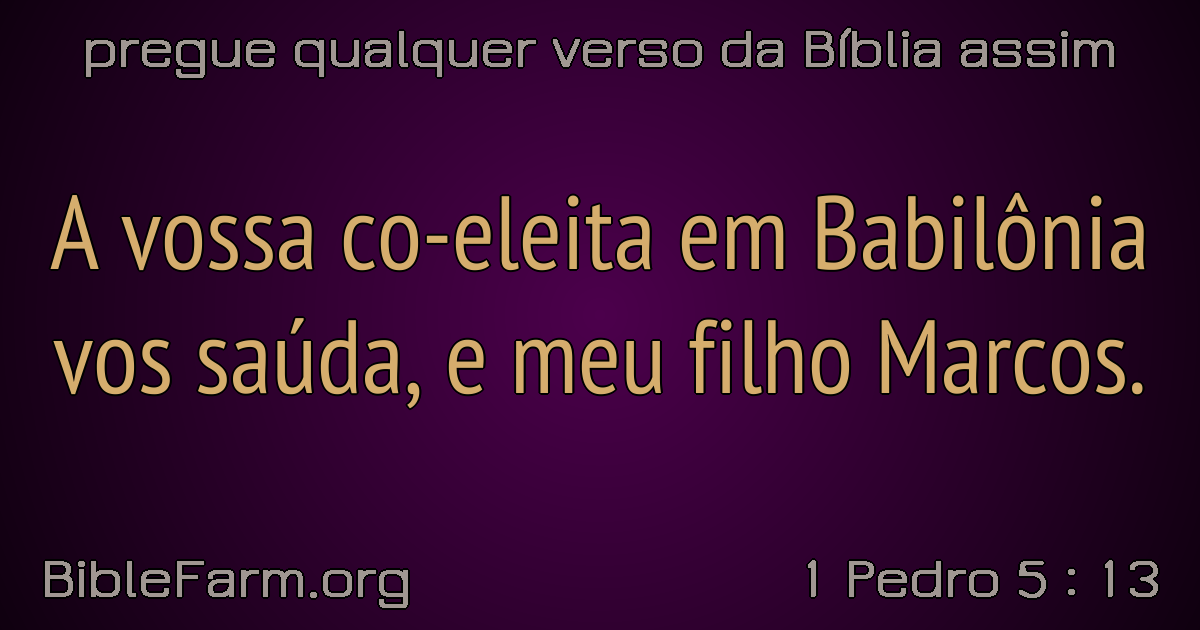 pregue qualquer verso da Bíblia assim
A vossa co-eleita em Babilônia
vos saúda, e meu filho Marcos.
BibleFarm.org
1 Pedro 5 : 13